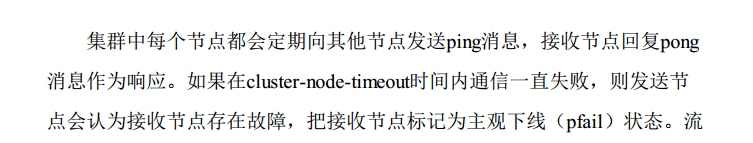 集群中每个节点都会定期向其他节点发送ping消息，接收节点回复pong
消息作为响应。如果在cluster-node-timeout时间内通信一直失败，则发送节
点会认为接收节点存在故障，把接收节点标记为主观下线（pfail）状态。流